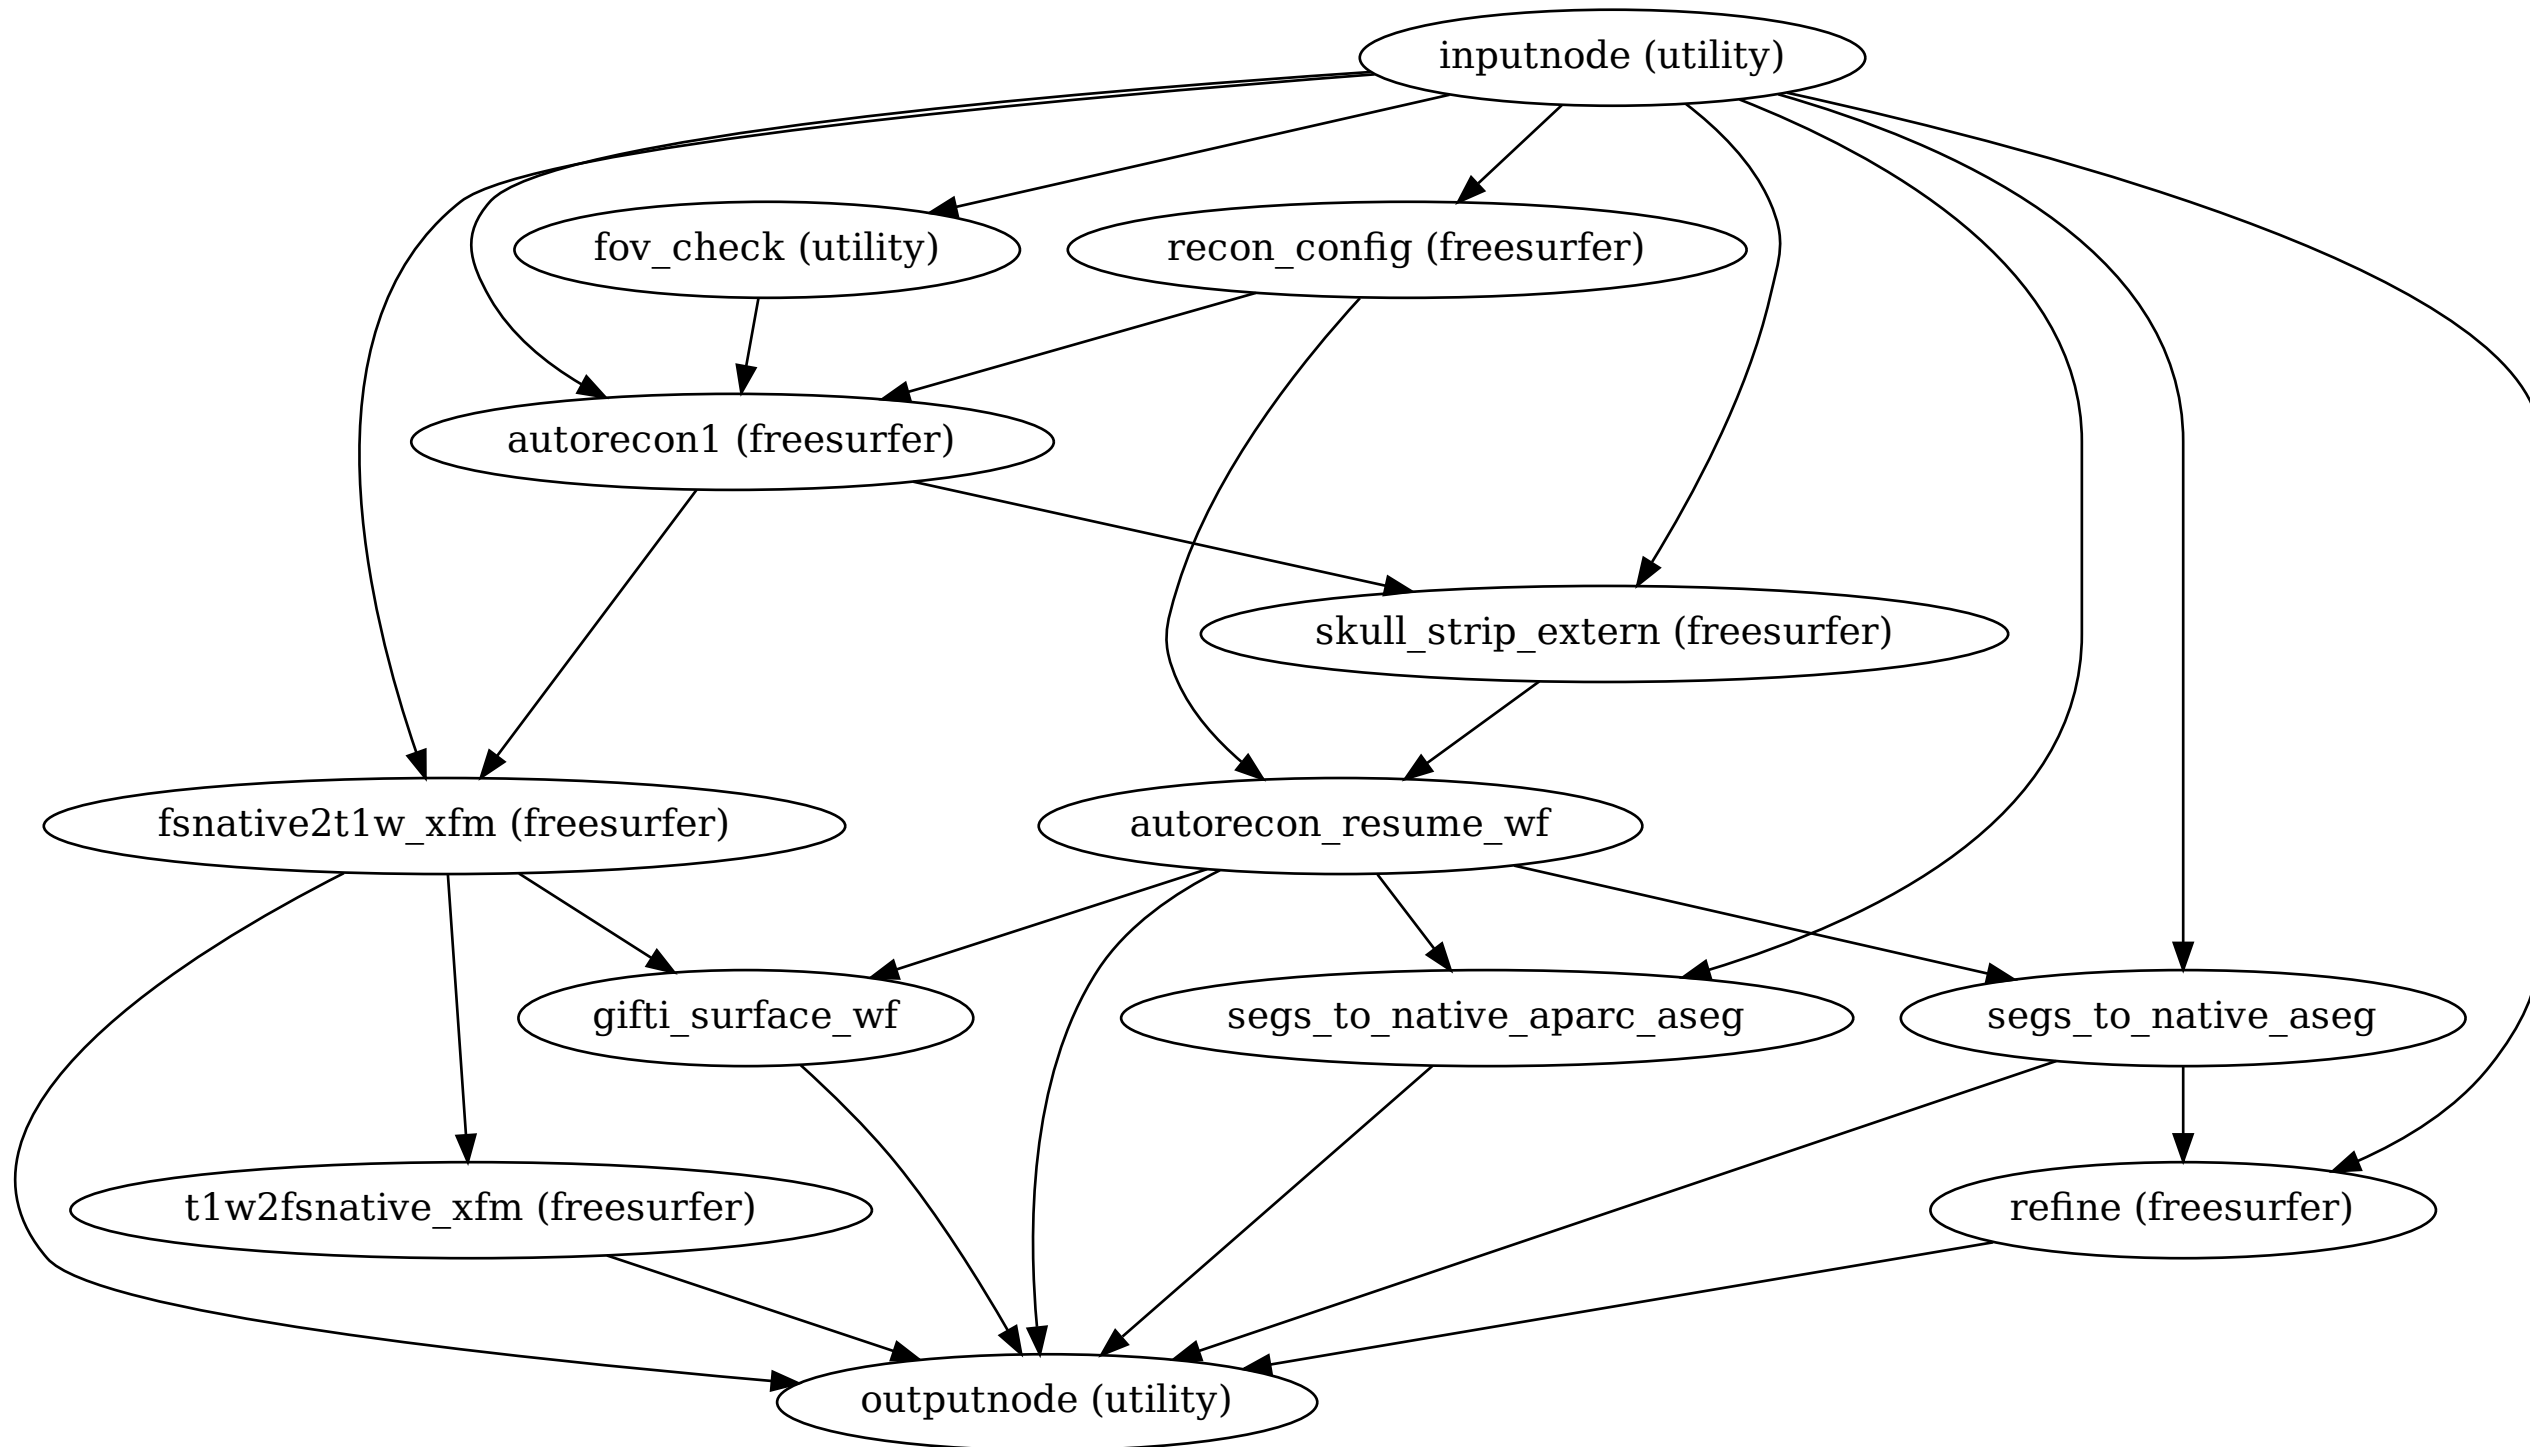 inputnode (utility)
fov_check (utility)
recon_config (freesurfer)
autorecon1 (freesurfer)
skull_strip_extern (freesurfer)
fsnative2t1w_xfm (freesurfer)
autorecon_resume_wf
gifti_surface_wf
segs_to_native_aparc_aseg
segs_to_native_aseg
t1w2fsnative_xfm (freesurfer)
refine (freesurfer)
outputnode (utility)